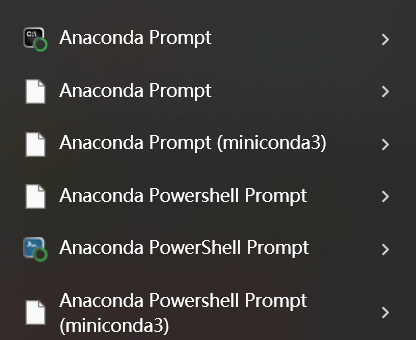 Anaconda Prompt
Anaconda Prompt
Anaconda Prompt (miniconda3)
Anaconda Powershell Prompt
Anaconda PowerShell Prompt
Anaconda Powershell Prompt
(miniconda3)